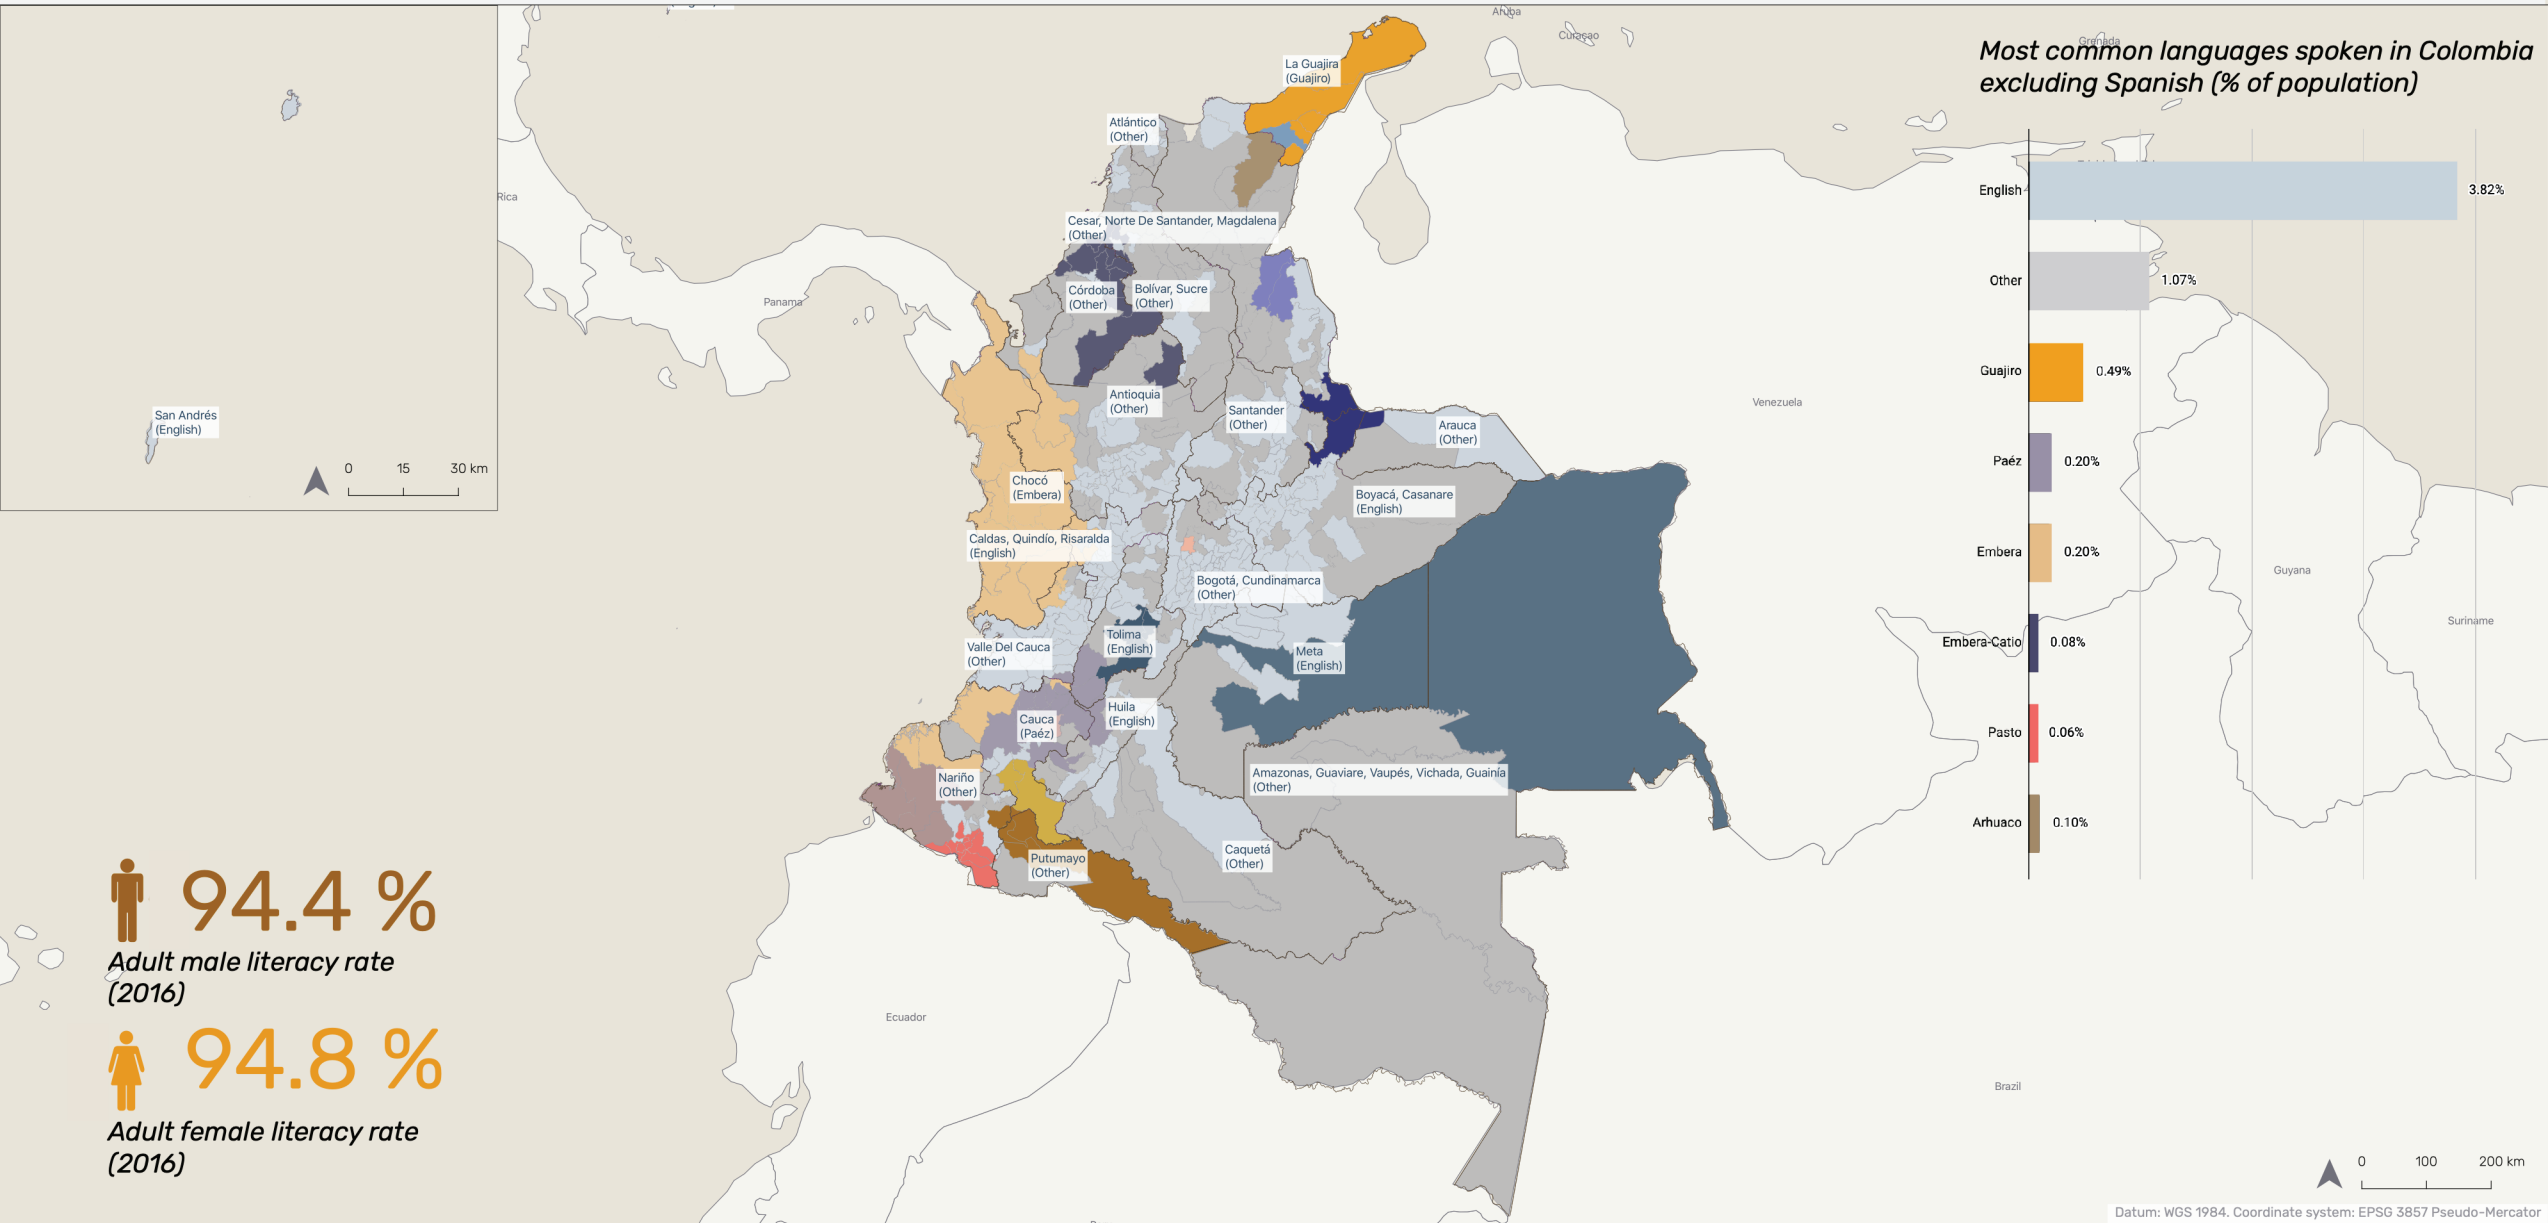 Aruba
Curaçao
Grenada
Most common languages spoken in Colombia
excluding Spanish (% of population)
La Guajira
(Guajiro)
Atlántico
(Other)
English
3.82%
Rica
Cesar, Norte De Santander, Magdalena
(Other)
Other
1.07%
Panama
Córdoba
(Other)
Bolívar, Sucre
(Other)
Guajiro
0.49%
Antioquia
(Other)
Venezuela
San Andrés
(English)
Santander
(Other)
Arauca
(Other)
Paéz
0.20%
0 15 30 km
Chocó
(Embera)
Boyacá, Casanare
(English)
Caldas, Quindío, Risaralda
(English)
Embera
0.20%
Guyana
Bogotá, Cundinamarca
(Other)
Suriname
Tolima
(English)
Embera-Catio
0.08%
Valle Del Cauca
(Other)
Meta
(English)
Cauca
(Paéz)
Huila
(English)
Pasto
0.06%
Nariño
(Other)
Amazonas, Guaviare, Vaupés, Vichada, Guainía
(Other)
Arhuaco
0.10%
Putumayo
(Other)
Caquetá
(Other)
94.4 %
Adult male literacy rate
(2016)
Ecuador
94.8 %
Brazil
Adult female literacy rate
(2016)
0 100 200 km
Datum: WGS 1984. Coordinate system: EPSG 3857 Pseudo-Mercator